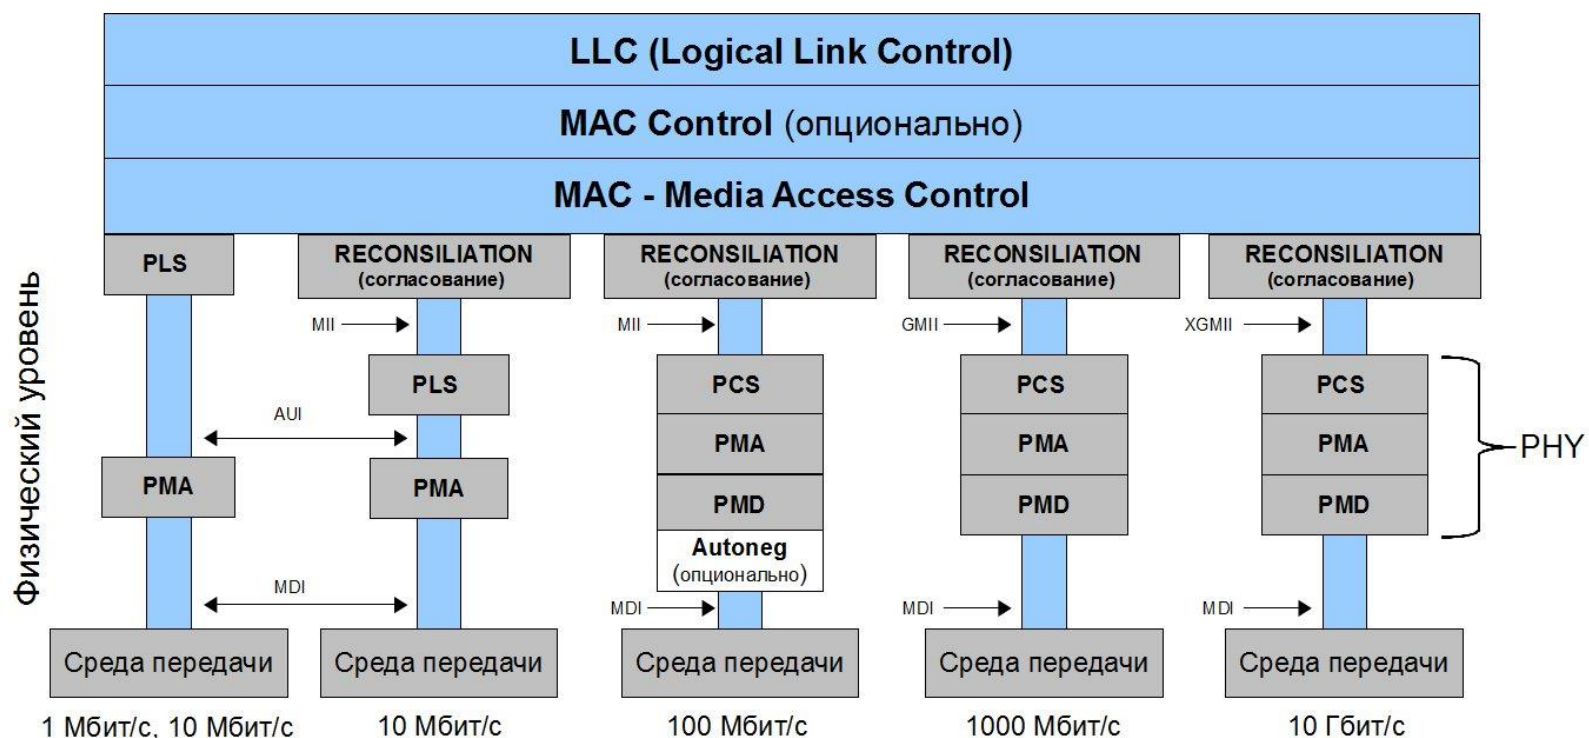 LLC (Logical Link Control)
MAC Control (опционально)
MAC - Media Access Control
Физический уровень
PLS
RECONSILIATION
(согласование)
RECONSILIATION
(согласование)
RECONSILIATION
(согласование)
RECONSILIATION
(согласование)
MII
MII
GMII
XGMII
PLS
PCS
PCS
PCS
AUI
PMA
PMA
PMA
PMA
PMA
PHY
PMD
PMD
PMD
Autoneg
(опционально)
MDI
MDI
MDI
MDI
Среда передачи
Среда передачи
Среда передачи
Среда передачи
Среда передачи
1 Мбит/с, 10 Мбит/с
10 Мбит/с
100 Мбит/с
1000 Мбит/с
10 Гбит/с